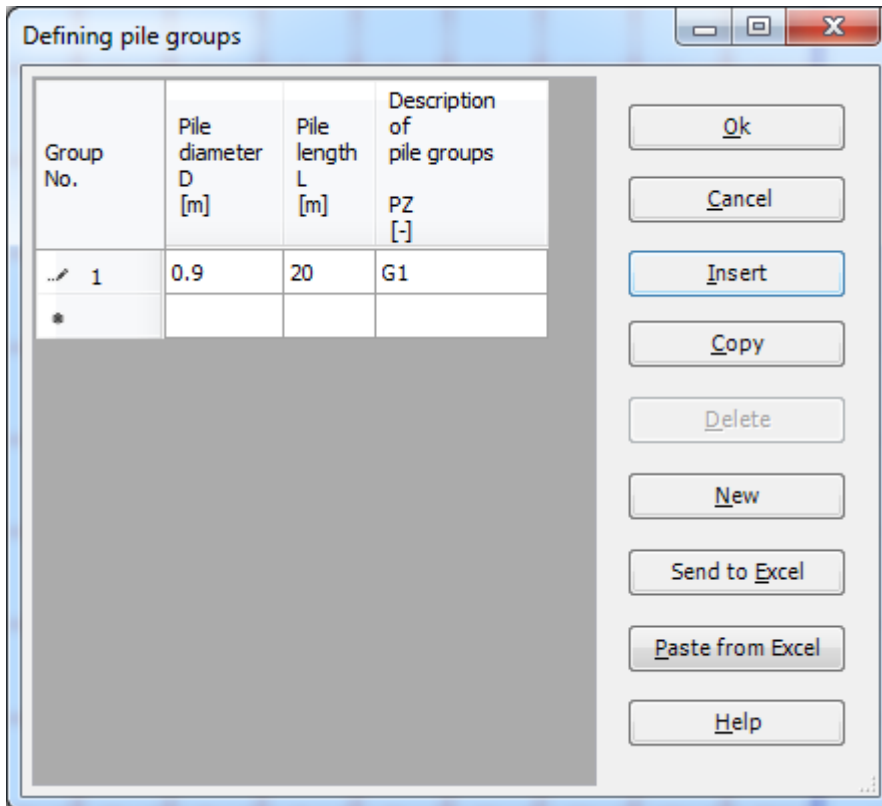 Defining pile groups
Group
No.
Pile
diameter
D
[m]
Pile
length
L
[m]
Description
of
pile groups
PZ
[-]
1 0.9 20 G1
Ok
Cancel
Insert
Copy
Delete
New
Send to Excel
Paste from Excel
Help